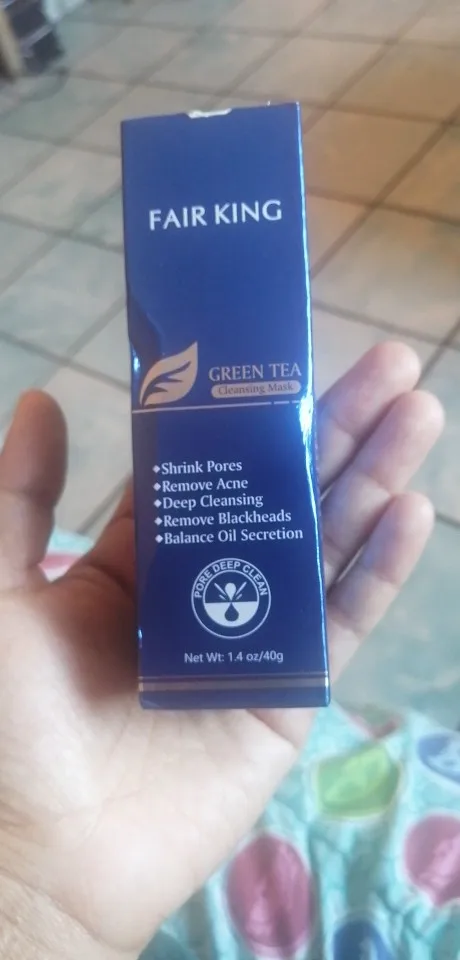 FAIR KING
GREEN TEA
Cleansing Mask
◆Shrink Pores
◆Remove Acne
◆Deep Cleansing
◆Remove Blackheads
◆Balance Oil Secretion
PORE DEEP CLEAN
Net Wt: 1.4 oz/40g